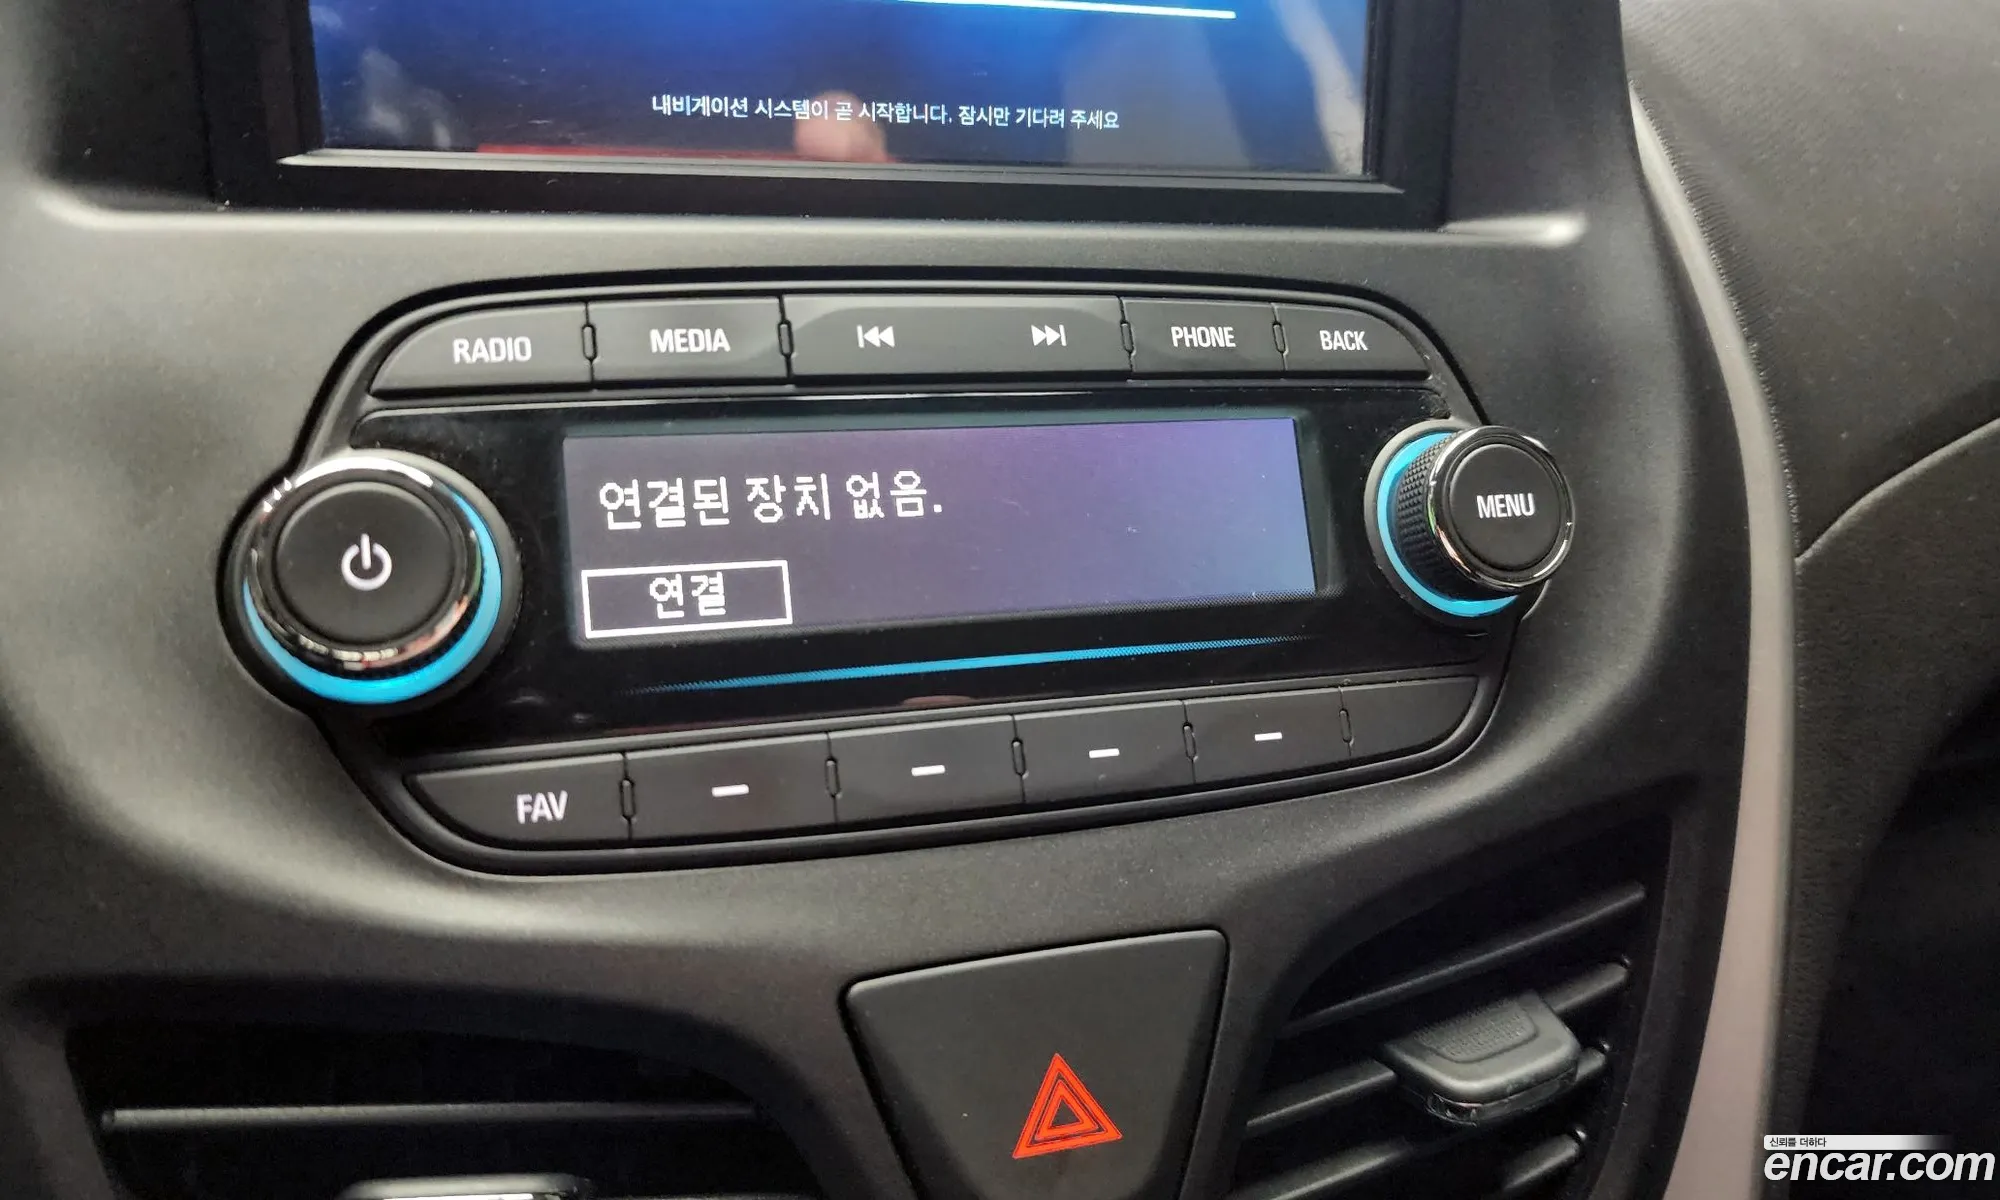 내비게이션 시스템이 곧 시작합니다. 잠시만 기다려 주세요
RADIO
MEDIA
PHONE
BACK
연결된 장치 없음.
MENU
연결
FAV
신뢰를 더하다
encar.com